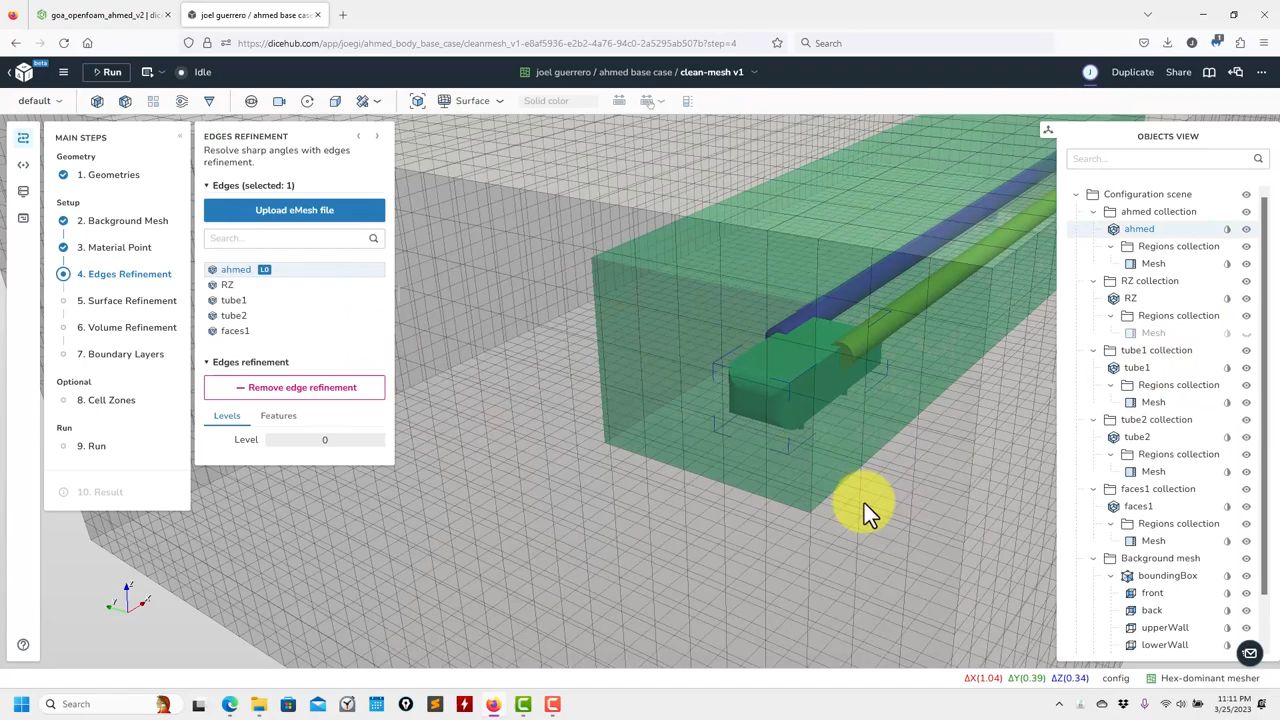 goa_openfoam_ahmed_v2 | dice
joel guerrero / ahmed base case
https://dicehub.com/app/joegi/ahmed_body_base_case/cleanmesh_v1-e8af5936-e2b2-4a76-94c0-2a5295ab507b?step=4
Search
beta
Run
Idle
joel guerrero / ahmed base case / clean-mesh v1
J
Duplicate
Share
default
Surface
Solid color
MAIN STEPS
Geometry
1. Geometries
Setup
2. Background Mesh
3. Material Point
4. Edges Refinement
5. Surface Refinement
6. Volume Refinement
7. Boundary Layers
Optional
8. Cell Zones
Run
9. Run
10. Result
EDGES REFINEMENT
Resolve sharp angles with edges
refinement.
Edges (selected: 1)
Upload eMesh file
Search...
ahmed L0
RZ
tube1
tube2
faces1
Edges refinement
Remove edge refinement
Levels Features
Level 0
OBJECTS VIEW
Search...
Configuration scene
ahmed collection
ahmed
Regions collection
Mesh
RZ collection
RZ
Regions collection
Mesh
tube1 collection
tube1
Regions collection
Mesh
tube2 collection
tube2
Regions collection
Mesh
faces1 collection
faces1
Regions collection
Mesh
Background mesh
boundingBox
front
back
upperWall
lowerWall
ΔX(1.04) ΔY(0.39) ΔZ(0.34) config Hex-dominant mesher
Search
11:11 PM
3/25/2023